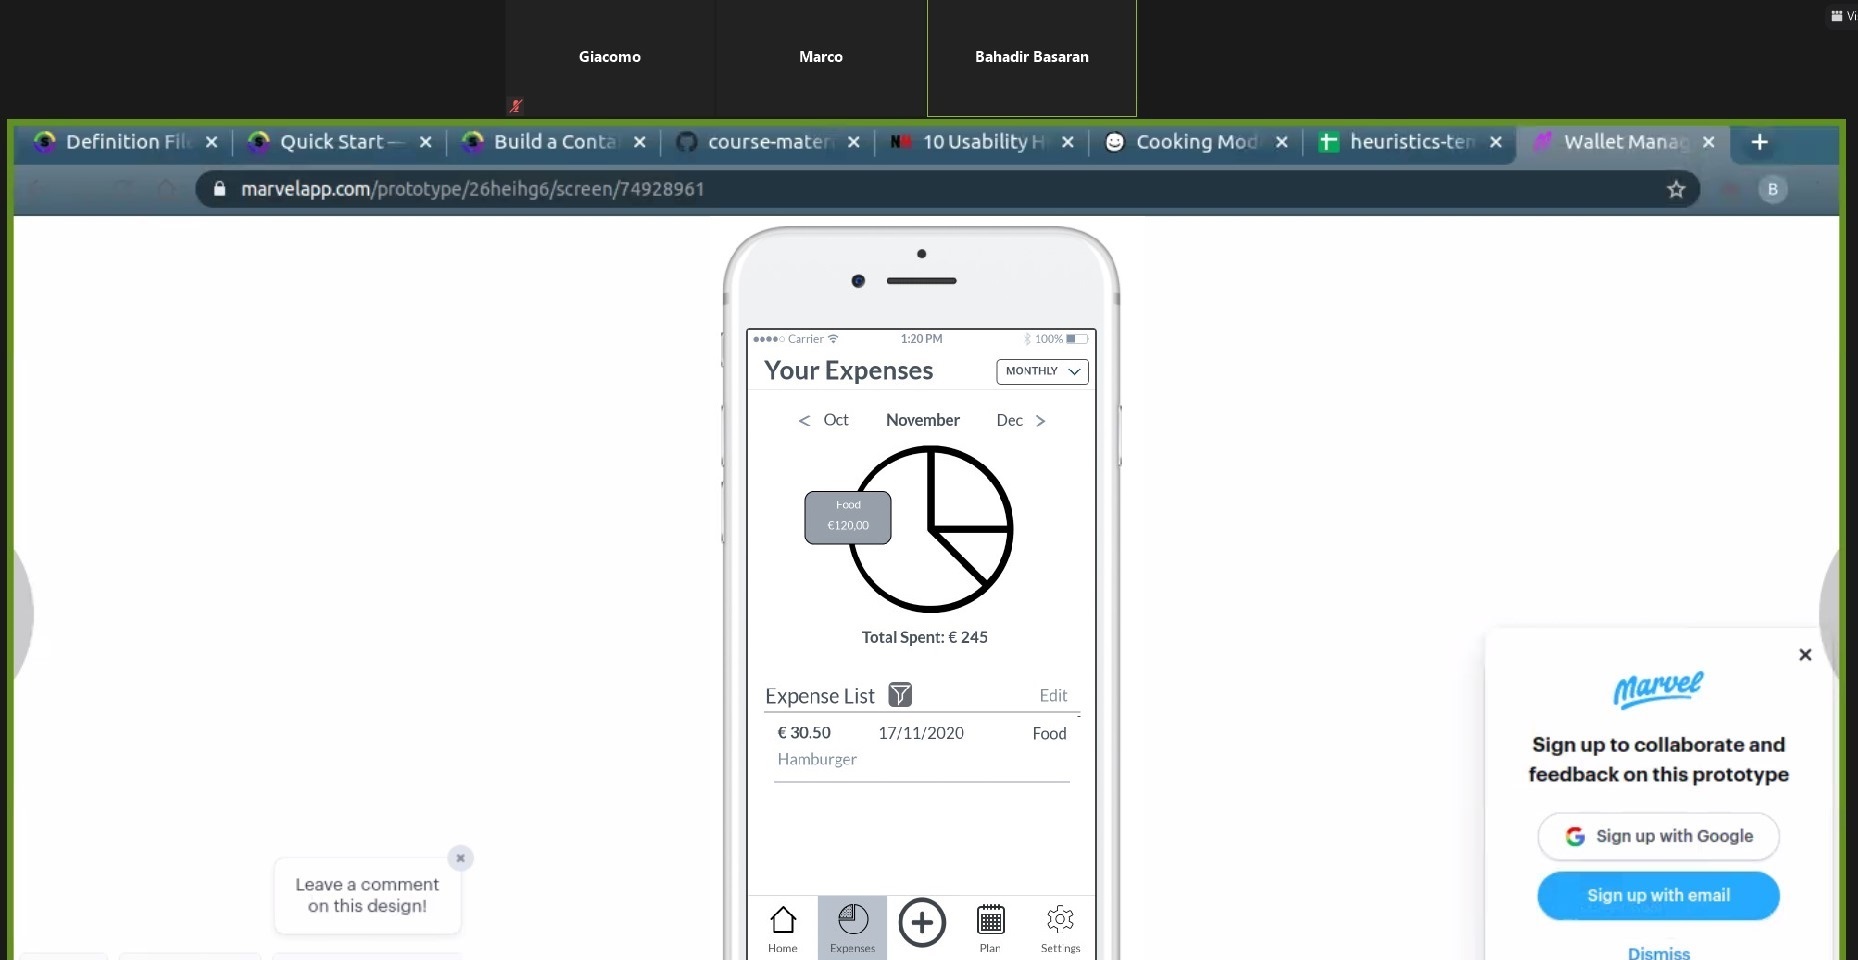 Vi
Giacomo
Marco
Bahadir Basaran
Definition File
Quick Start —
Build a Conta
course-mater
10 Usability H
Cooking Mod
heuristics-tem
Wallet Manag
marvelapp.com/prototype/26heihg6/screen/74928961
B
Carrier
1:20 PM
100%
Your Expenses
MONTHLY
< Oct
November
Dec >
Food
€120,00
Total Spent: € 245
Expense List
Edit
€ 30.50
17/11/2020
Food
Hamburger
Home
Expenses
Plan
Settings
Leave a comment
on this design!
Marvel
Sign up to collaborate and
feedback on this prototype
Sign up with Google
Sign up with email
Dismiss